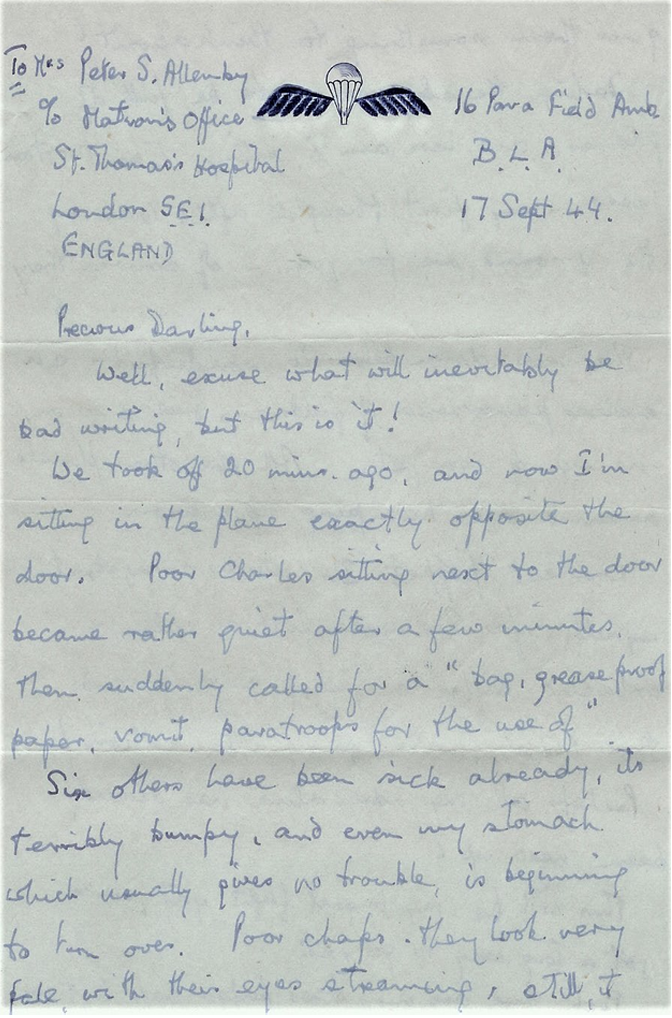 To Mrs Peter S. Allenby
c/o Matron's Office
St. Thomas's Hospital
London SE1.
ENGLAND
16 Para Field Amb
B.L.A.
17 Sept 44.
Precious Darling,
Well, excuse what will inevitably be
bad writing, but this is it!
We took off 20 mins. ago, and now I'm
sitting in the plane exactly opposite the
door. Poor Charles sitting next to the door
became rather quiet after a few minutes,
then suddenly called for a "bag, greaseproof
paper, vomit, paratroops for the use of"
Six others have been sick already, its
terribly bumpy, and even my stomach
which usually gives no trouble, is beginning
to turn over. Poor chaps. they look very
pale, with their eyes streaming, still, it